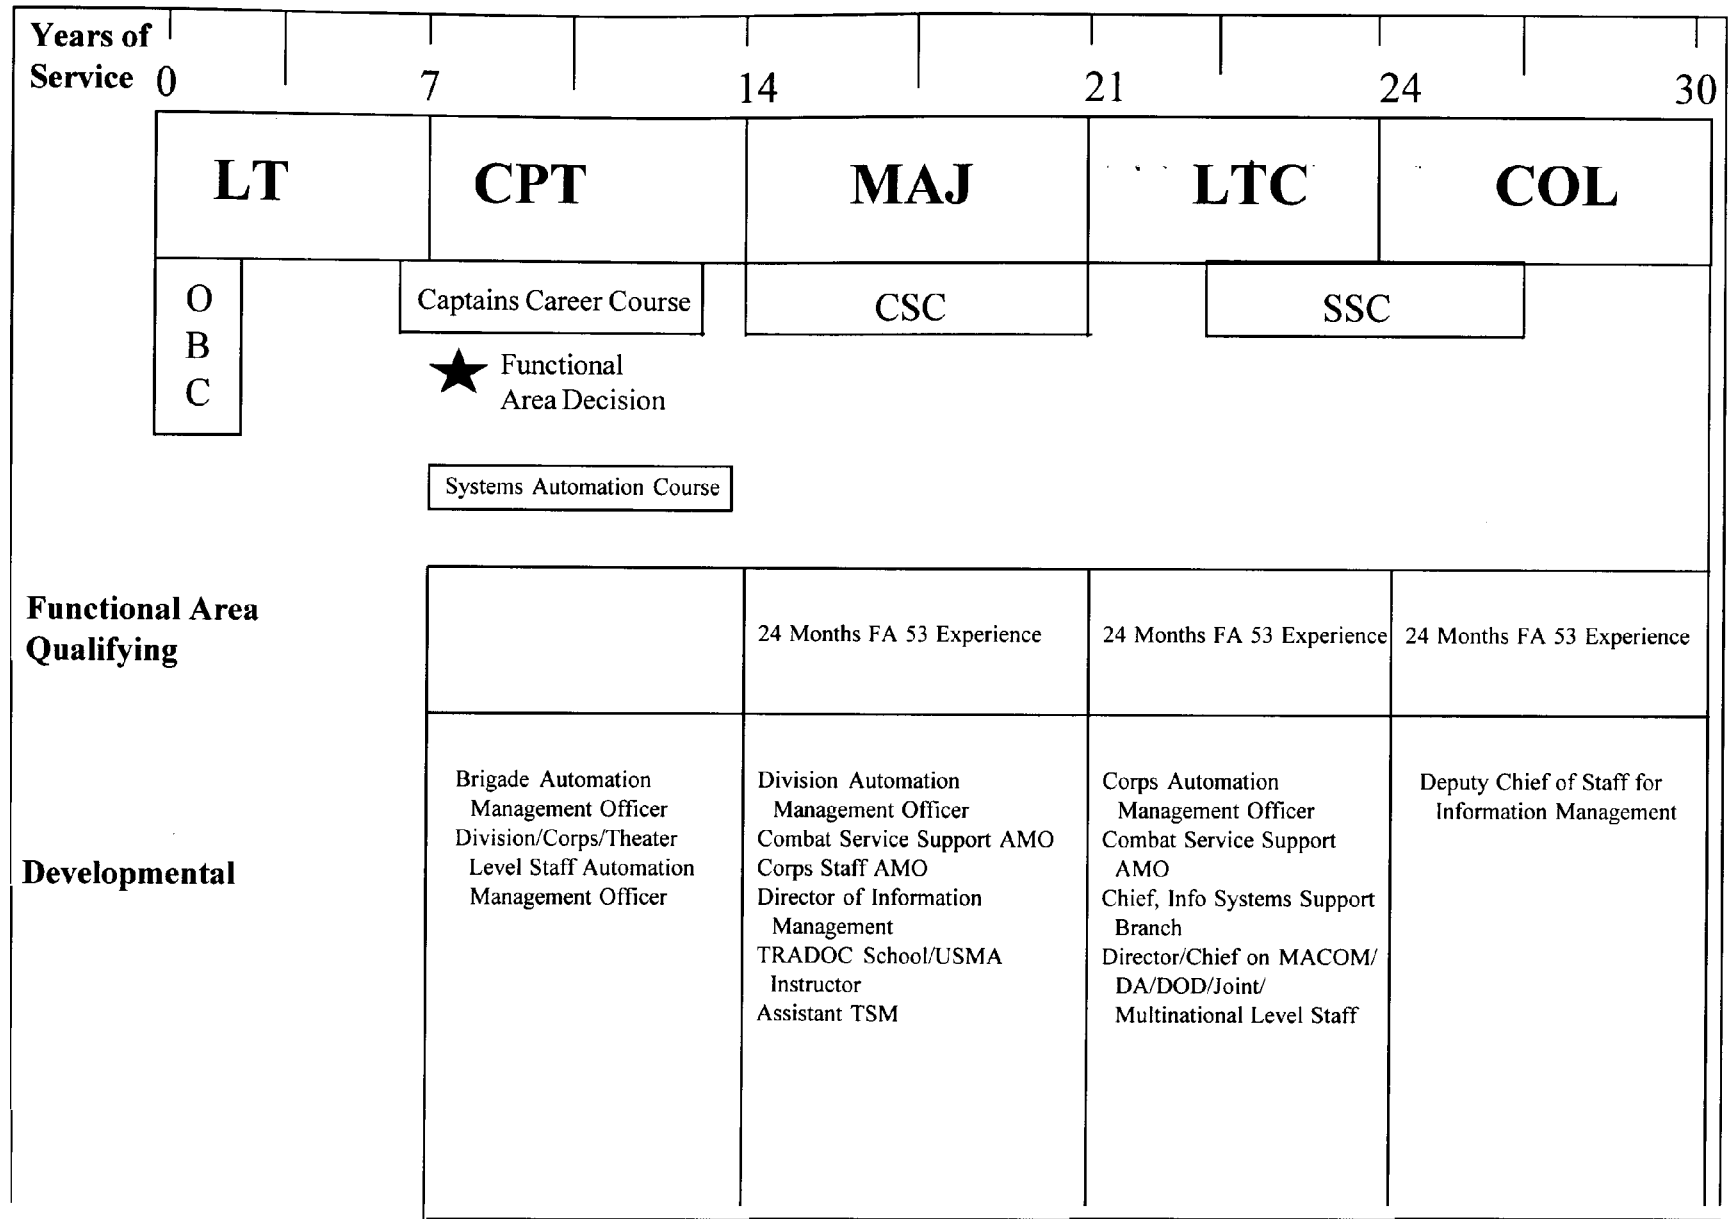 Years of
Service 0 7 14 21 24 30
LT CPT MAJ LTC COL
O
B
C
Captains Career Course
CSC
SSC
Functional
Area Decision
Systems Automation Course
Functional Area
Qualifying
24 Months FA 53 Experience
24 Months FA 53 Experience
24 Months FA 53 Experience
Developmental
Brigade Automation
Management Officer
Division/Corps/Theater
Level Staff Automation
Management Officer
Division Automation
Management Officer
Combat Service Support AMO
Corps Staff AMO
Director of Information
Management
TRADOC School/USMA
Instructor
Assistant TSM
Corps Automation
Management Officer
Combat Service Support
AMO
Chief, Info Systems Support
Branch
Director/Chief on MACOM/
DA/DOD/Joint/
Multinational Level Staff
Deputy Chief of Staff for
Information Management